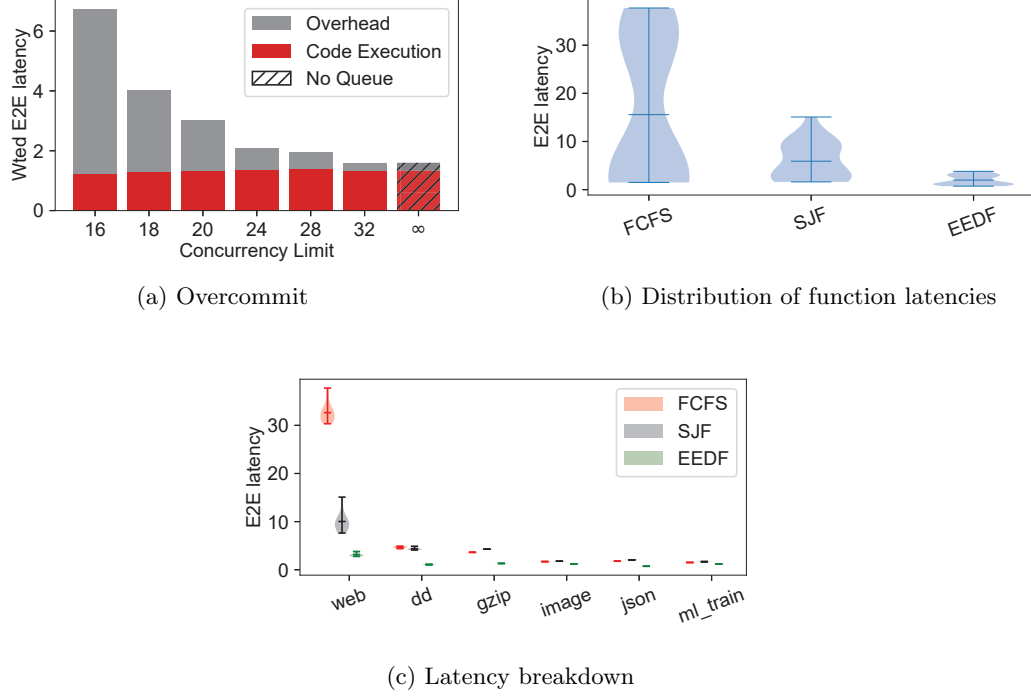 Wted E2E latency
6
4
2
0
Overhead
Code Execution
No Queue
16 18 20 24 28 32 ∞
Concurrency Limit
(a) Overcommit
E2E latency
30
20
10
0
FCFS SJF EEDF
(b) Distribution of function latencies
E2E latency
30
20
10
0
FCFS
SJF
EEDF
web dd gzip image json ml_train
(c) Latency breakdown